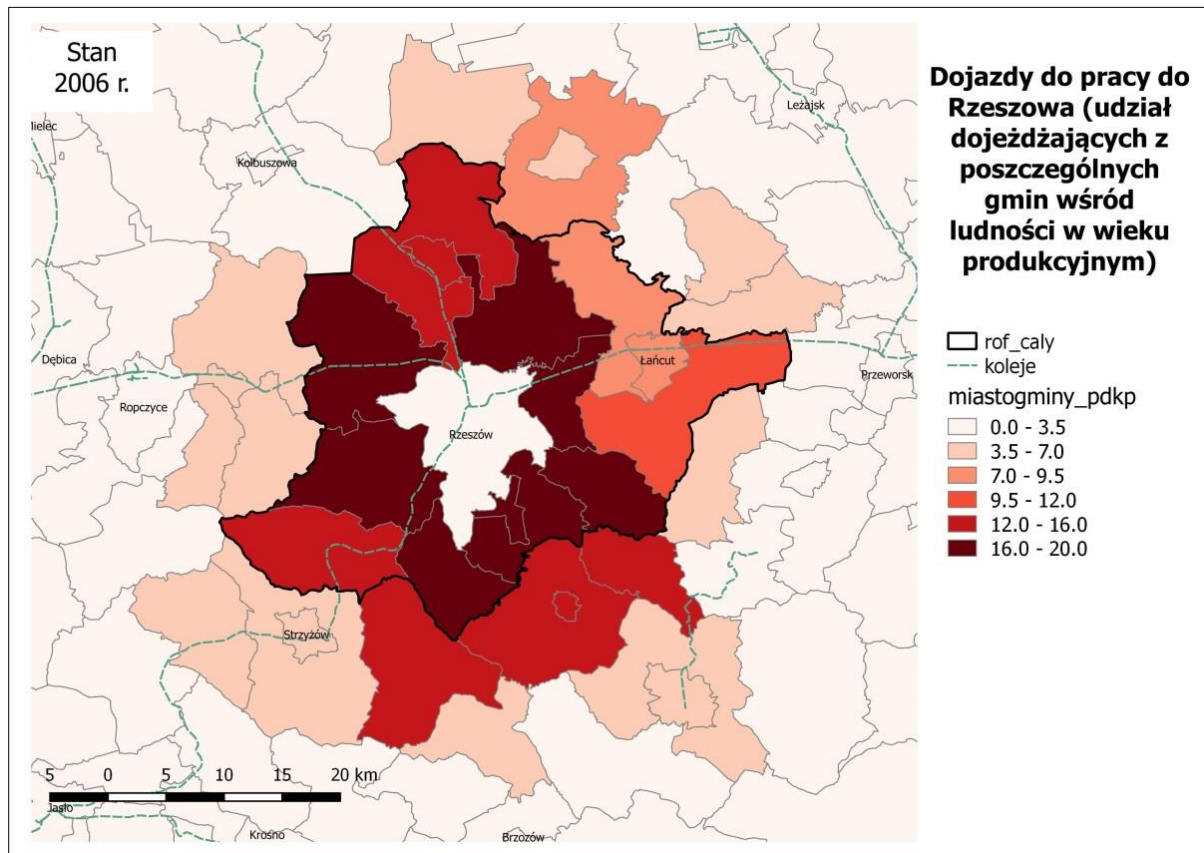 Stan
2006 r.
Dojazdy do pracy do
Rzeszowa (udział
dojeżdżających z
poszczególnych
gmin wśród
ludności w wieku
produkcyjnym)
Leżajsk
Mielec
Kolbuszowa
rof_caly
koleje
Dębica
Łańcut
Przeworsk
miastogminy_pdkp
Ropczyce
0.0 - 3.5
Rzeszów
3.5 - 7.0
7.0 - 9.5
9.5 - 12.0
12.0 - 16.0
16.0 - 20.0
Strzyżów
5 0 5 10 15 20 km
Jasło
Krosno
Brzozów